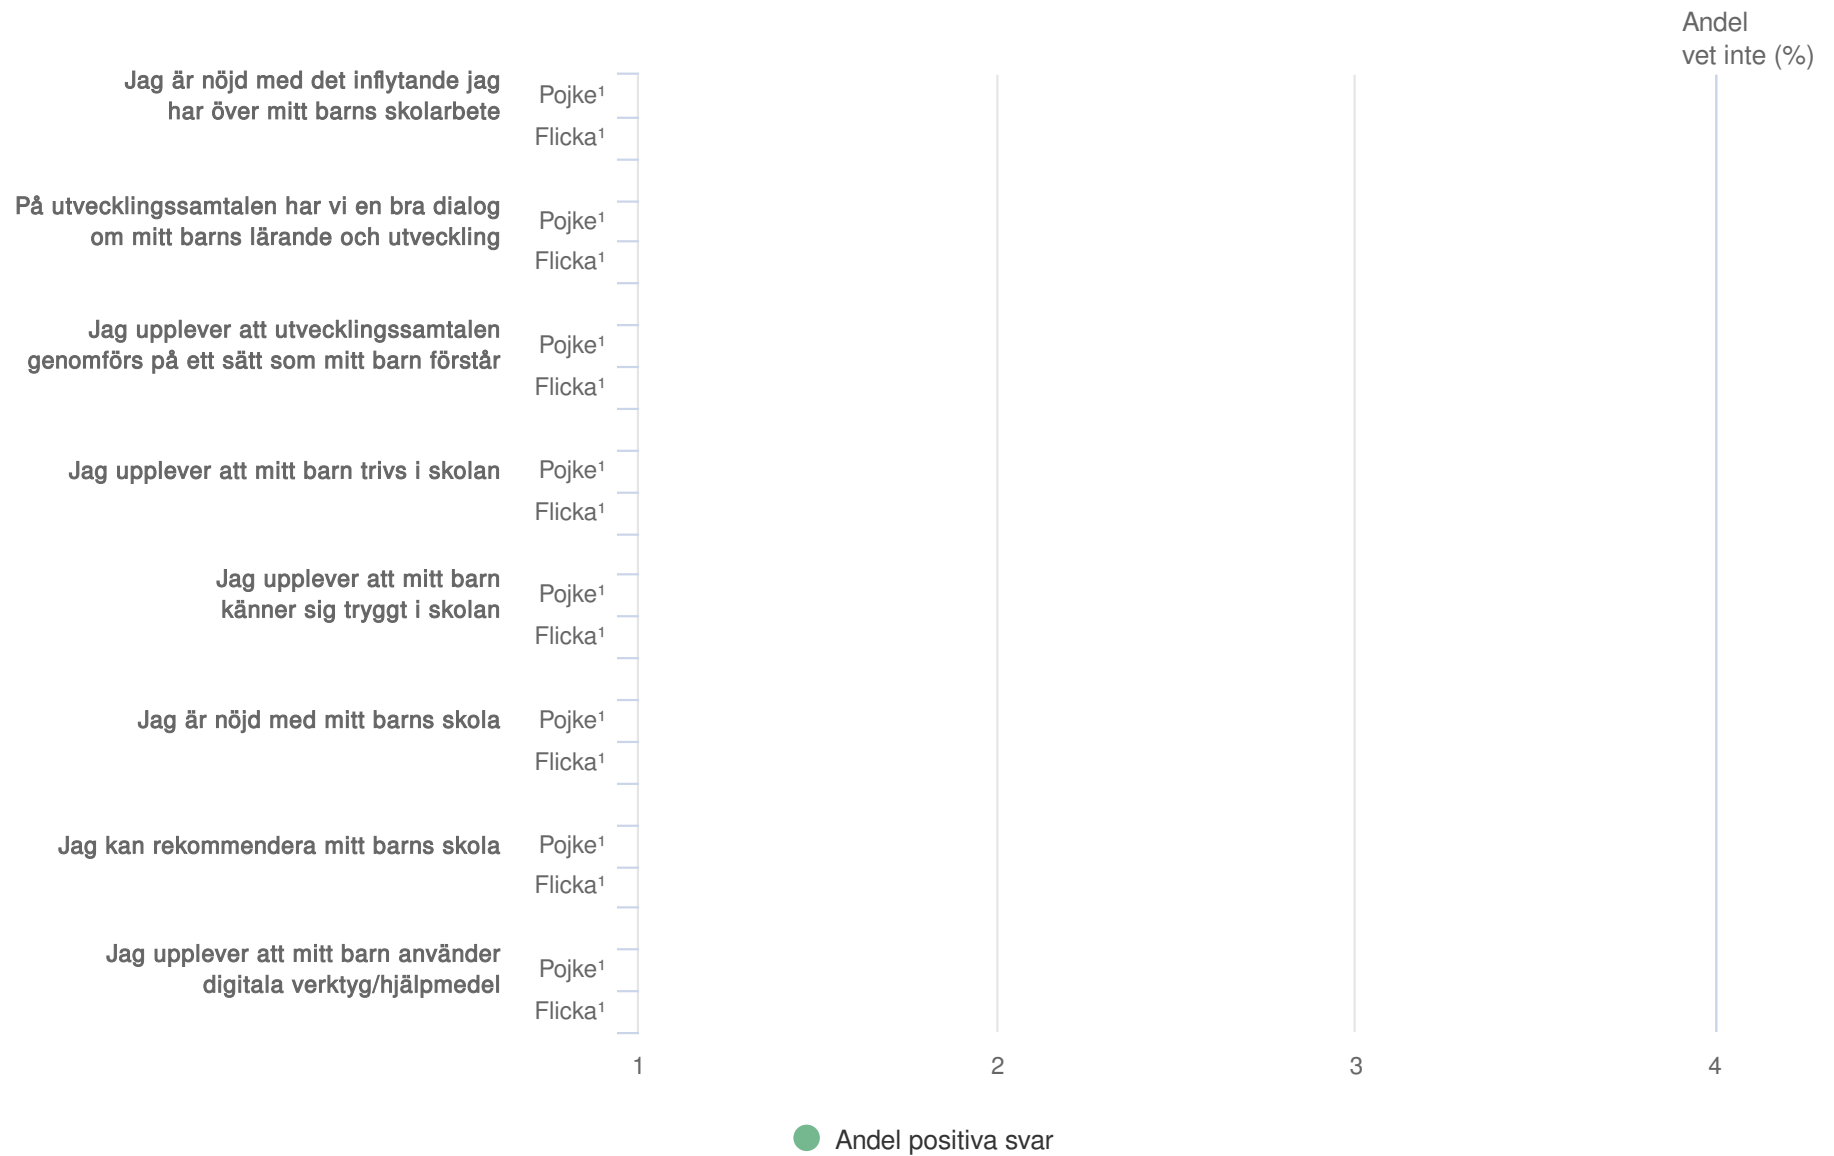 Andel
vet inte (%)
Jag är nöjd med det inflytande jag
har över mitt barns skolarbete
Pojke¹
Flicka¹
På utvecklingssamtalen har vi en bra dialog
om mitt barns lärande och utveckling
Pojke¹
Flicka¹
Jag upplever att utvecklingssamtalen
genomförs på ett sätt som mitt barn förstår
Pojke¹
Flicka¹
Jag upplever att mitt barn trivs i skolan
Pojke¹
Flicka¹
Jag upplever att mitt barn
känner sig tryggt i skolan
Pojke¹
Flicka¹
Jag är nöjd med mitt barns skola
Pojke¹
Flicka¹
Jag kan rekommendera mitt barns skola
Pojke¹
Flicka¹
Jag upplever att mitt barn använder
digitala verktyg/hjälpmedel
Pojke¹
Flicka¹
1 2 3 4
Andel positiva svar